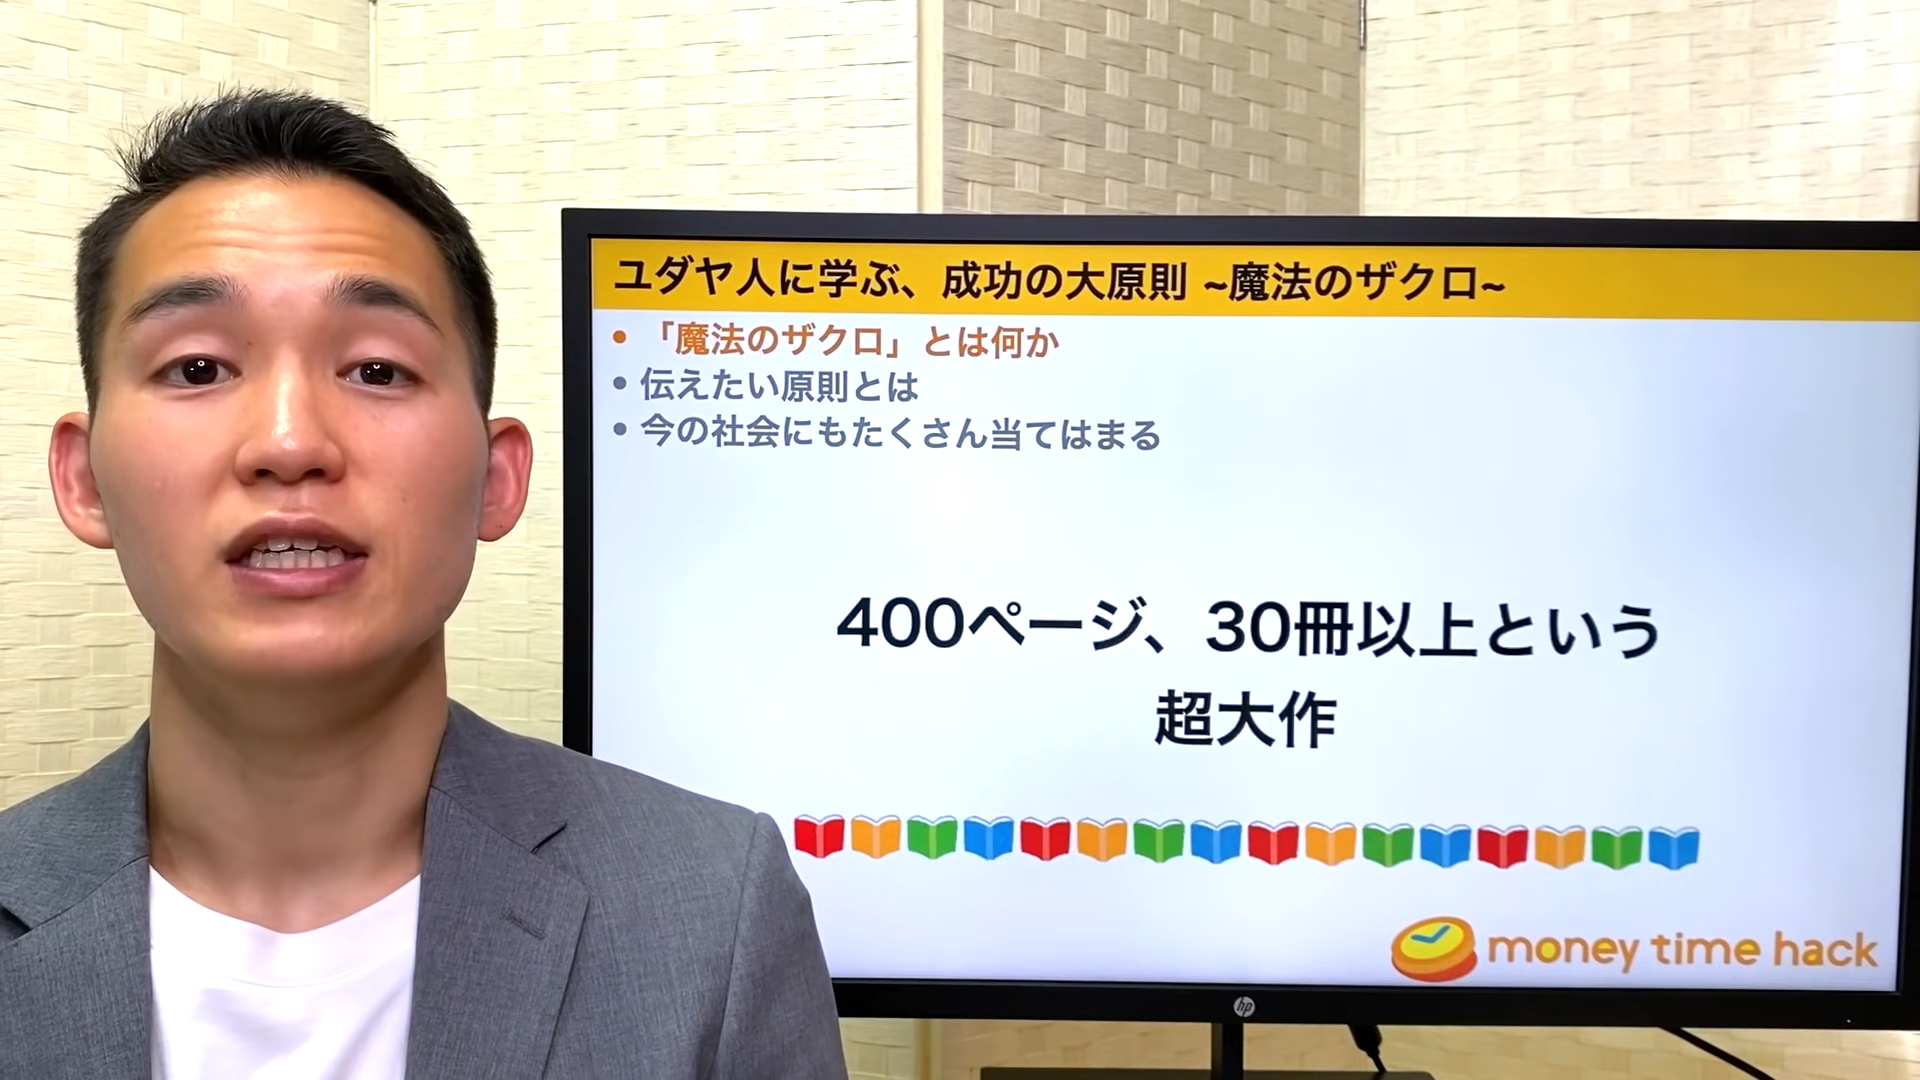 ユダヤ人に学ぶ、成功の大原則 ~魔法のザクロ~
• 「魔法のザクロ」とは何か
• 伝えたい原則とは
• 今の社会にもたくさん当てはまる
400ページ、30冊以上という
超大作
money time hack
hp